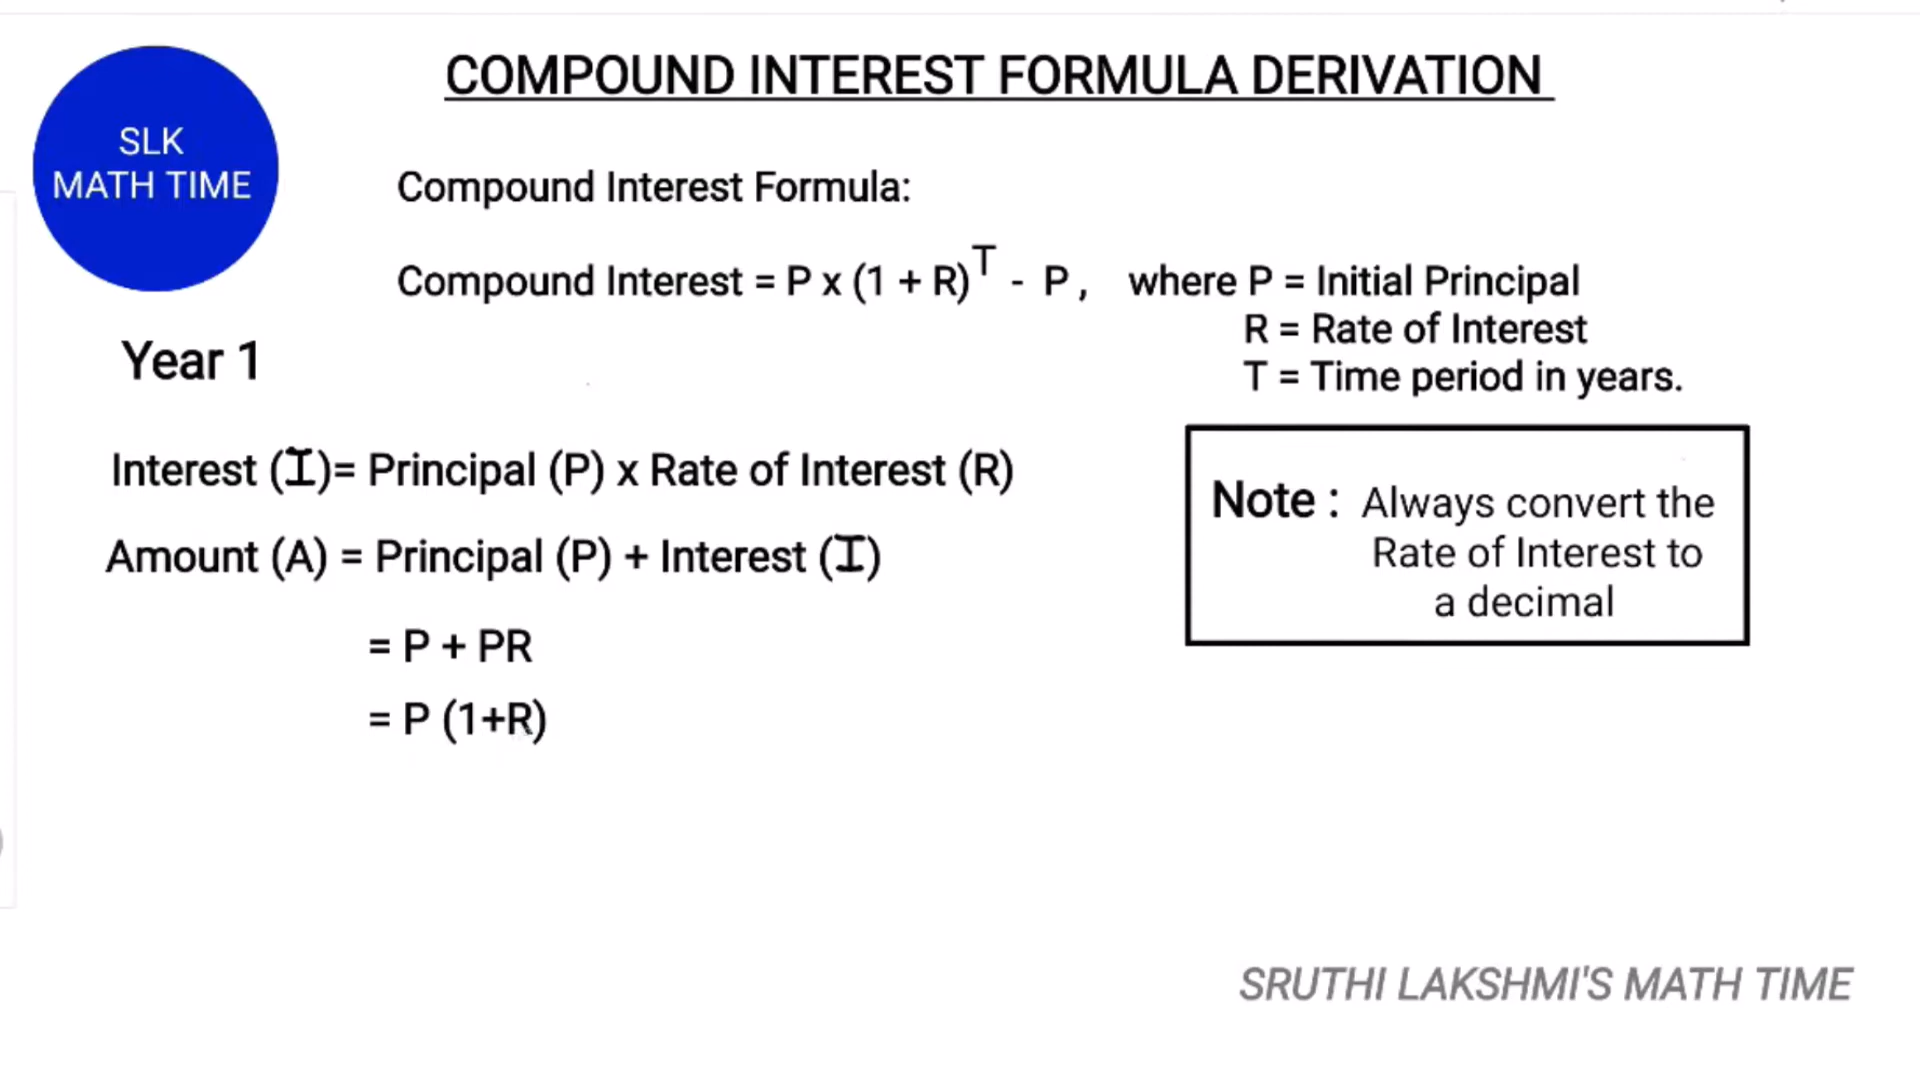 COMPOUND INTEREST FORMULA DERIVATION
SLK
MATH TIME
Compound Interest Formula:
Compound Interest = P x (1 + R)^T - P , where P = Initial Principal
R = Rate of Interest
T = Time period in years.
Year 1
Interest (I)= Principal (P) x Rate of Interest (R)
Amount (A) = Principal (P) + Interest (I)
= P + PR
= P (1+R)
Note : Always convert the
Rate of Interest to
a decimal
SRUTHI LAKSHMI'S MATH TIME